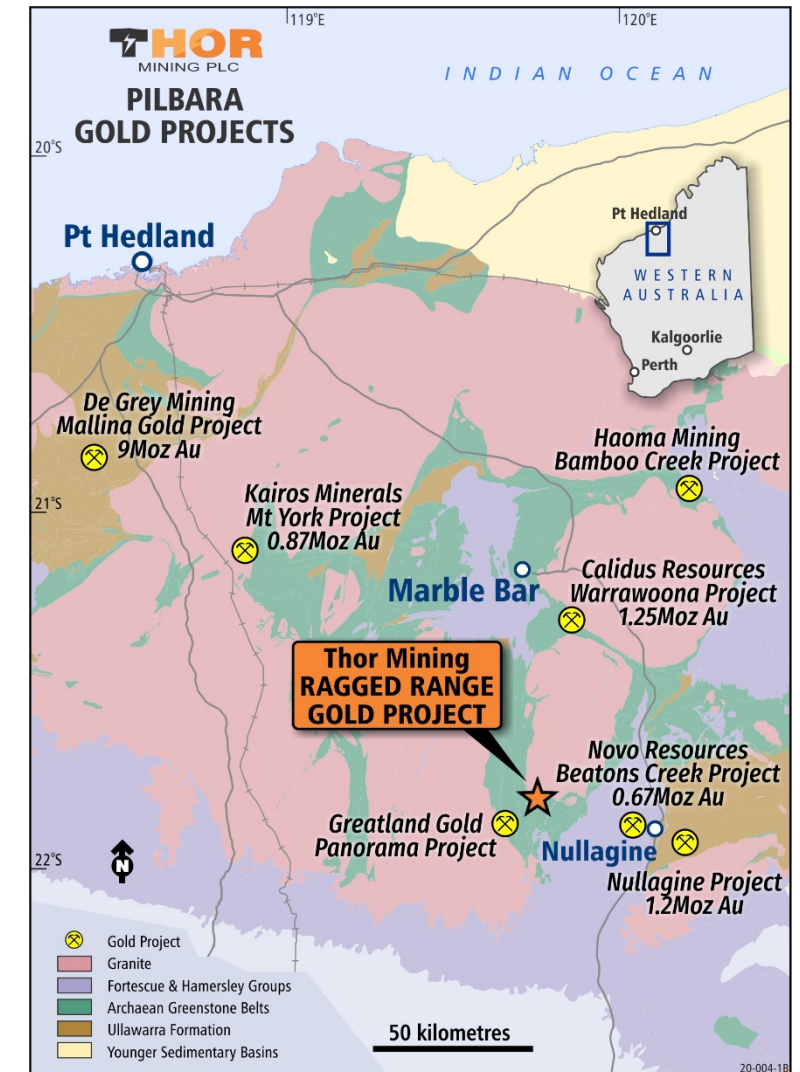 THOR
MINING PLC
PILBARA
GOLD PROJECTS
119°E
120°E
INDIAN OCEAN
20°S
Pt Hedland
Pt Hedland
WESTERN
AUSTRALIA
Kalgoorlie
Perth
De Grey Mining
Mallina Gold Project
9Moz Au
Haoma Mining
Bamboo Creek Project
21°S
Kairos Minerals
Mt York Project
0.87Moz Au
Marble Bar
Calidus Resources
Warrawoona Project
1.25Moz Au
Thor Mining
RAGGED RANGE
GOLD PROJECT
Novo Resources
Beatons Creek Project
0.67Moz Au
Greatland Gold
Panorama Project
Nullagine
22°S
N
Nullagine Project
1.2Moz Au
Gold Project
Granite
Fortescue & Hamersley Groups
Archaean Greenstone Belts
Ullawarra Formation
Younger Sedimentary Basins
50 kilometres
20-004-1B